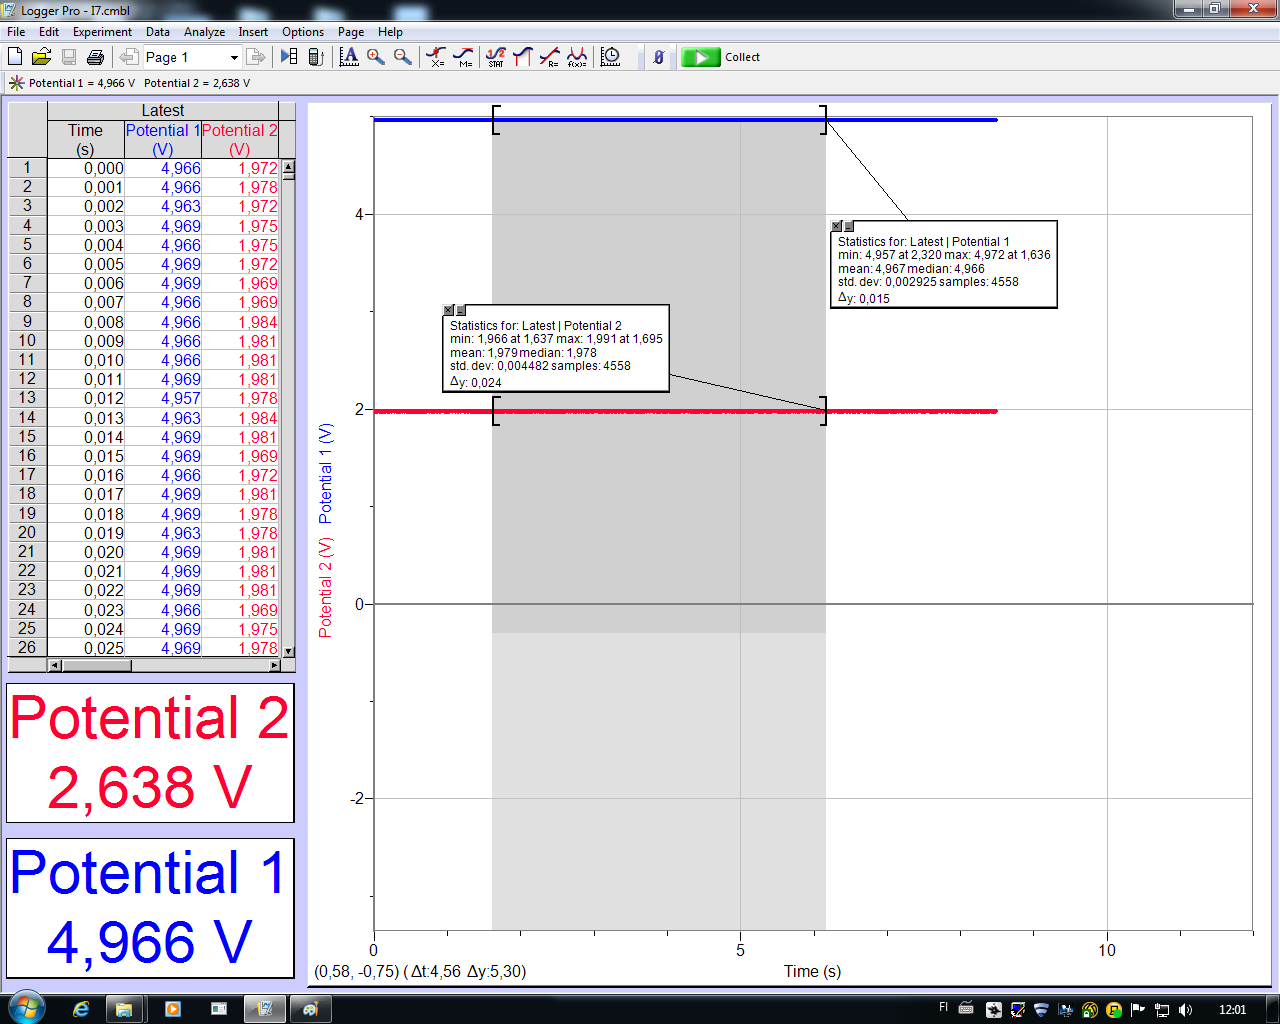 Logger Pro - I7.cmbl
File Edit Experiment Data Analyze Insert Options Page Help
Page 1
X= M= STAT R= f(x)= Collect
Potential 1 = 4,966 V Potential 2 = 2,638 V
Latest
Time Potential 1 Potential 2
(s) (V) (V)
1 0,000 4,966 1,972
2 0,001 4,966 1,978
3 0,002 4,963 1,972
4 0,003 4,969 1,975
5 0,004 4,966 1,975
6 0,005 4,969 1,972
7 0,006 4,969 1,969
8 0,007 4,966 1,969
9 0,008 4,966 1,984
10 0,009 4,966 1,981
11 0,010 4,966 1,981
12 0,011 4,969 1,981
13 0,012 4,957 1,978
14 0,013 4,963 1,984
15 0,014 4,969 1,981
16 0,015 4,969 1,969
17 0,016 4,966 1,972
18 0,017 4,969 1,981
19 0,018 4,969 1,978
20 0,019 4,963 1,978
21 0,020 4,969 1,981
22 0,021 4,969 1,981
23 0,022 4,969 1,981
24 0,023 4,966 1,969
25 0,024 4,969 1,975
26 0,025 4,969 1,978
Potential 2
2,638 V
Potential 1
4,966 V
Potential 2 (V) Potential 1 (V)
4
2
0
-2
Statistics for: Latest | Potential 1
min: 4,957 at 2,320 max: 4,972 at 1,636
mean: 4,967 median: 4,966
std. dev: 0,002925 samples: 4558
Δy: 0,015
Statistics for: Latest | Potential 2
min: 1,966 at 1,637 max: 1,991 at 1,695
mean: 1,979 median: 1,978
std. dev: 0,004482 samples: 4558
Δy: 0,024
0 5 10
(0,58, -0,75) ( Δt:4,56 Δy:5,30)
Time (s)
FI 12:01